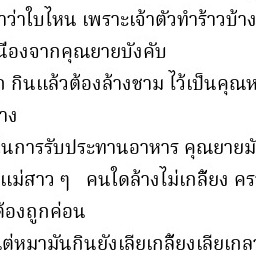 าว่าใบไหน เพราะเจ้าตัวทำร้าวบ้าง
นื่องจากคุณยายบังคับ
า กินแล้วต้องล้างชาม ไว้เป็นคุณห
าง
นการรับประทานอาหาร คุณยายมั
แม่สาว ๆ คนใดล้างไม่เกลี้ยง คร
ต้องถูกค่อน
ต่หมามันกินยังเลียเกลี้ยงเลียเกลา